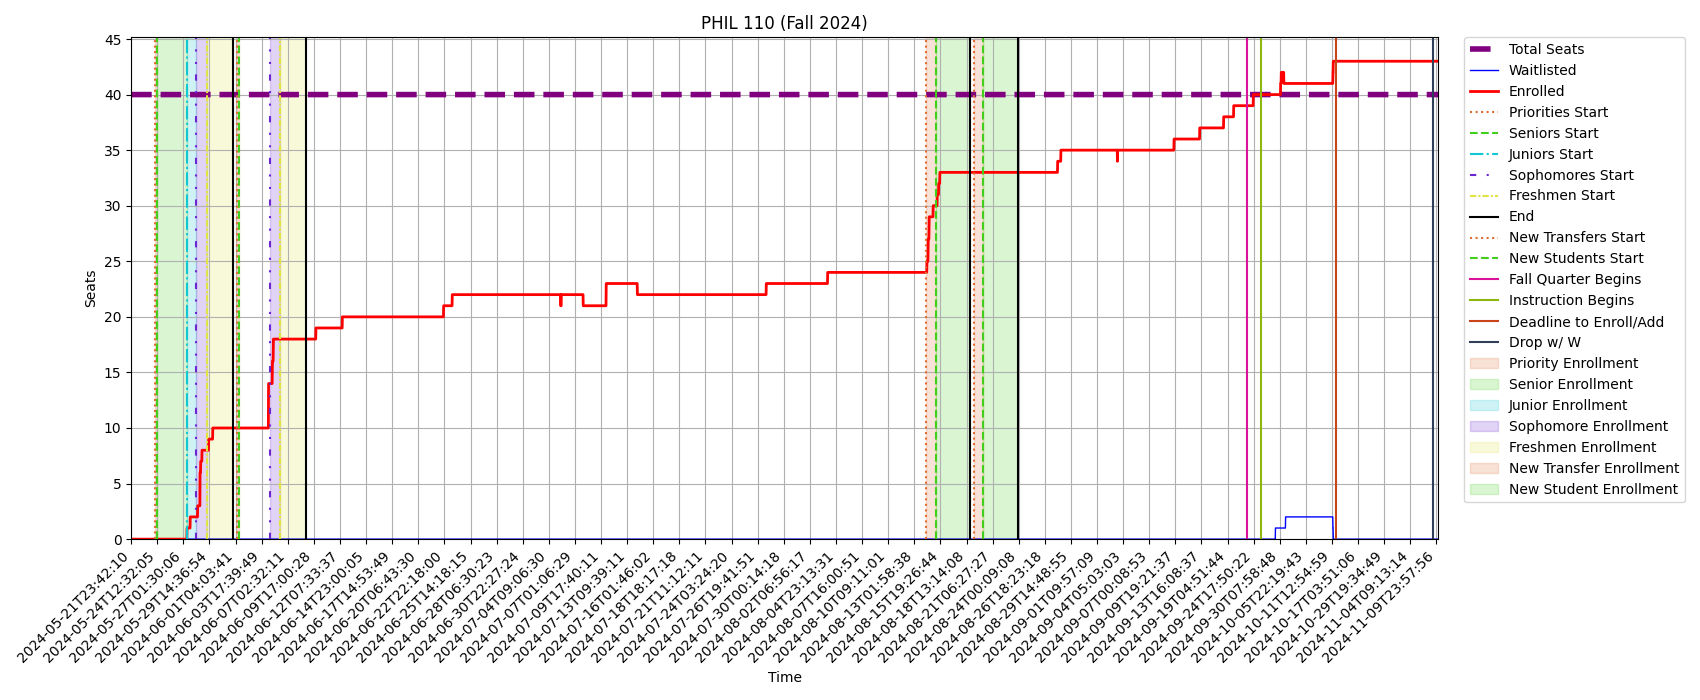 PHIL 110 (Fall 2024)
Seats
45
40
35
30
25
20
15
10
5
0
2024-05-21T23:42:10
2024-05-24T12:32:05
2024-05-27T01:30:06
2024-05-29T14:36:54
2024-06-01T04:03:41
2024-06-03T17:39:49
2024-06-07T02:32:11
2024-06-09T17:00:28
2024-06-12T07:33:37
2024-06-14T23:00:05
2024-06-17T14:53:49
2024-06-20T06:43:30
2024-06-22T22:18:00
2024-06-25T14:18:15
2024-06-28T06:30:23
2024-06-30T22:27:24
2024-07-04T09:06:30
2024-07-07T01:06:29
2024-07-09T17:40:11
2024-07-13T09:39:11
2024-07-16T01:46:02
2024-07-18T18:17:18
2024-07-21T11:12:11
2024-07-24T03:24:20
2024-07-26T19:41:51
2024-07-30T00:14:18
2024-08-02T06:56:17
2024-08-04T23:13:31
2024-08-07T16:00:51
2024-08-10T09:11:01
2024-08-13T01:58:38
2024-08-15T19:26:44
2024-08-18T13:14:08
2024-08-21T06:27:27
2024-08-24T00:09:08
2024-08-26T18:23:18
2024-08-29T14:48:55
2024-09-01T09:57:09
2024-09-04T05:03:03
2024-09-07T00:08:53
2024-09-09T19:21:37
2024-09-13T16:08:37
2024-09-19T04:51:44
2024-09-24T17:50:22
2024-09-30T07:58:48
2024-10-05T22:19:43
2024-10-11T12:54:59
2024-10-17T03:51:06
2024-10-29T19:34:49
2024-11-04T09:13:14
2024-11-09T23:57:56
Time
Total Seats
Waitlisted
Enrolled
Priorities Start
Seniors Start
Juniors Start
Sophomores Start
Freshmen Start
End
New Transfers Start
New Students Start
Fall Quarter Begins
Instruction Begins
Deadline to Enroll/Add
Drop w/ W
Priority Enrollment
Senior Enrollment
Junior Enrollment
Sophomore Enrollment
Freshmen Enrollment
New Transfer Enrollment
New Student Enrollment